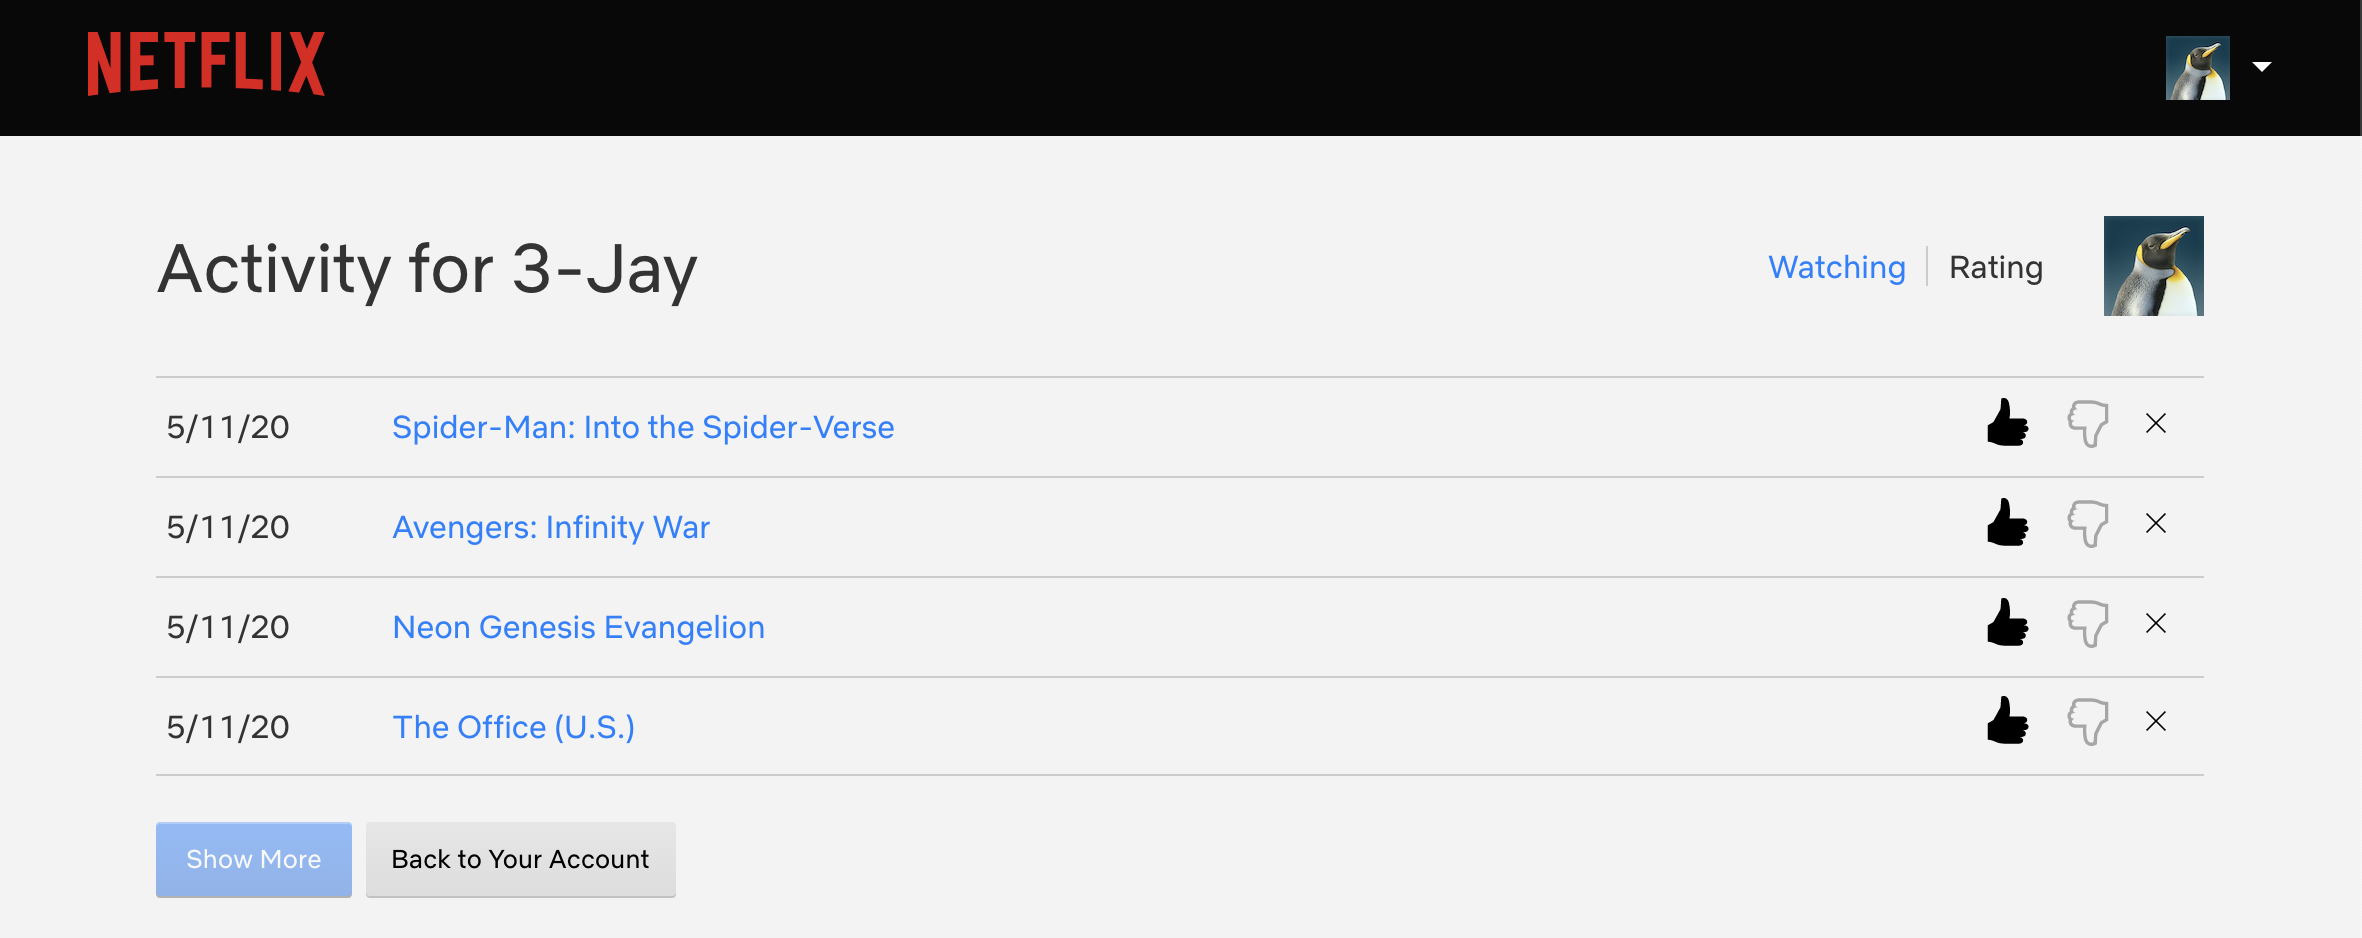 NETFLIX
Activity for 3-Jay
Watching
Rating
5/11/20 Spider-Man: Into the Spider-Verse
5/11/20 Avengers: Infinity War
5/11/20 Neon Genesis Evangelion
5/11/20 The Office (U.S.)
Show More
Back to Your Account